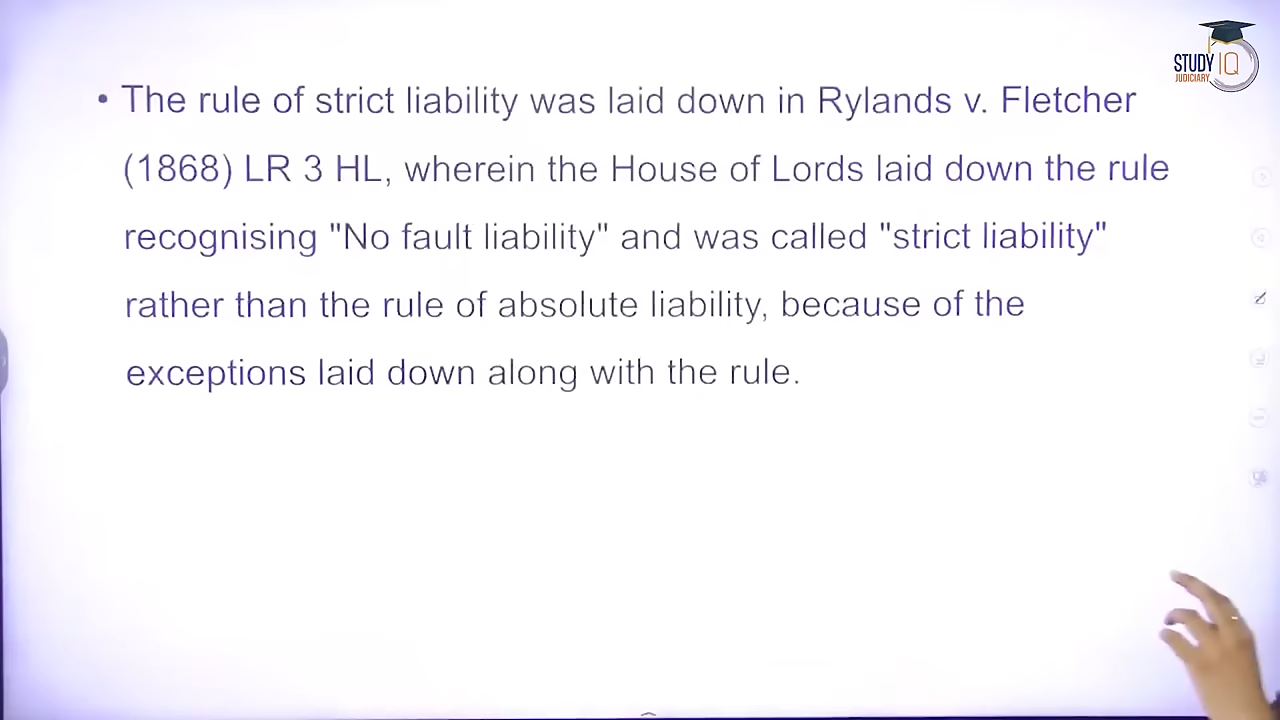 STUDY IQ
JUDICIARY
• The rule of strict liability was laid down in Rylands v. Fletcher
(1868) LR 3 HL, wherein the House of Lords laid down the rule
recognising "No fault liability" and was called "strict liability"
rather than the rule of absolute liability, because of the
exceptions laid down along with the rule.